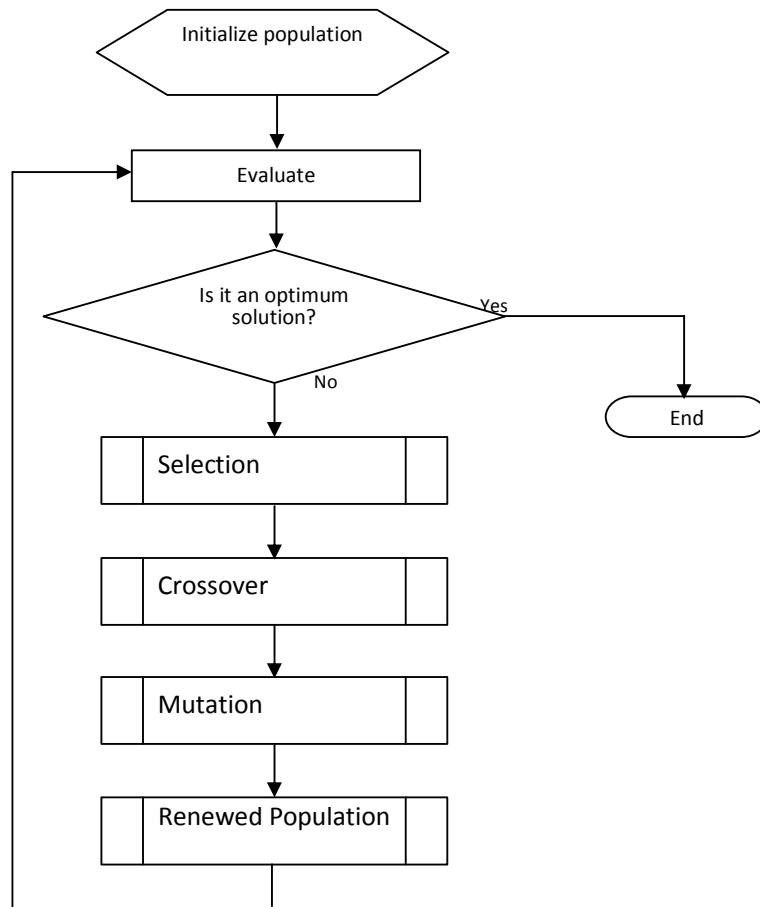 Initialize population
Evaluate
Is it an optimum
solution?
Yes
No
End
Selection
Crossover
Mutation
Renewed Population